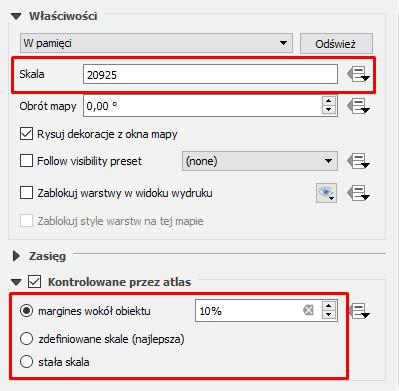 Właściwości
W pamięci Odśwież
Skala 20925
Obrót mapy 0,00 °
Rysuj dekoracje z okna mapy
Follow visibility preset (none)
Zablokuj warstwy w widoku wydruku
Zablokuj style warstw na tej mapie
Zasięg
Kontrolowane przez atlas
margines wokół obiektu 10%
zdefiniowane skale (najlepsza)
stała skala